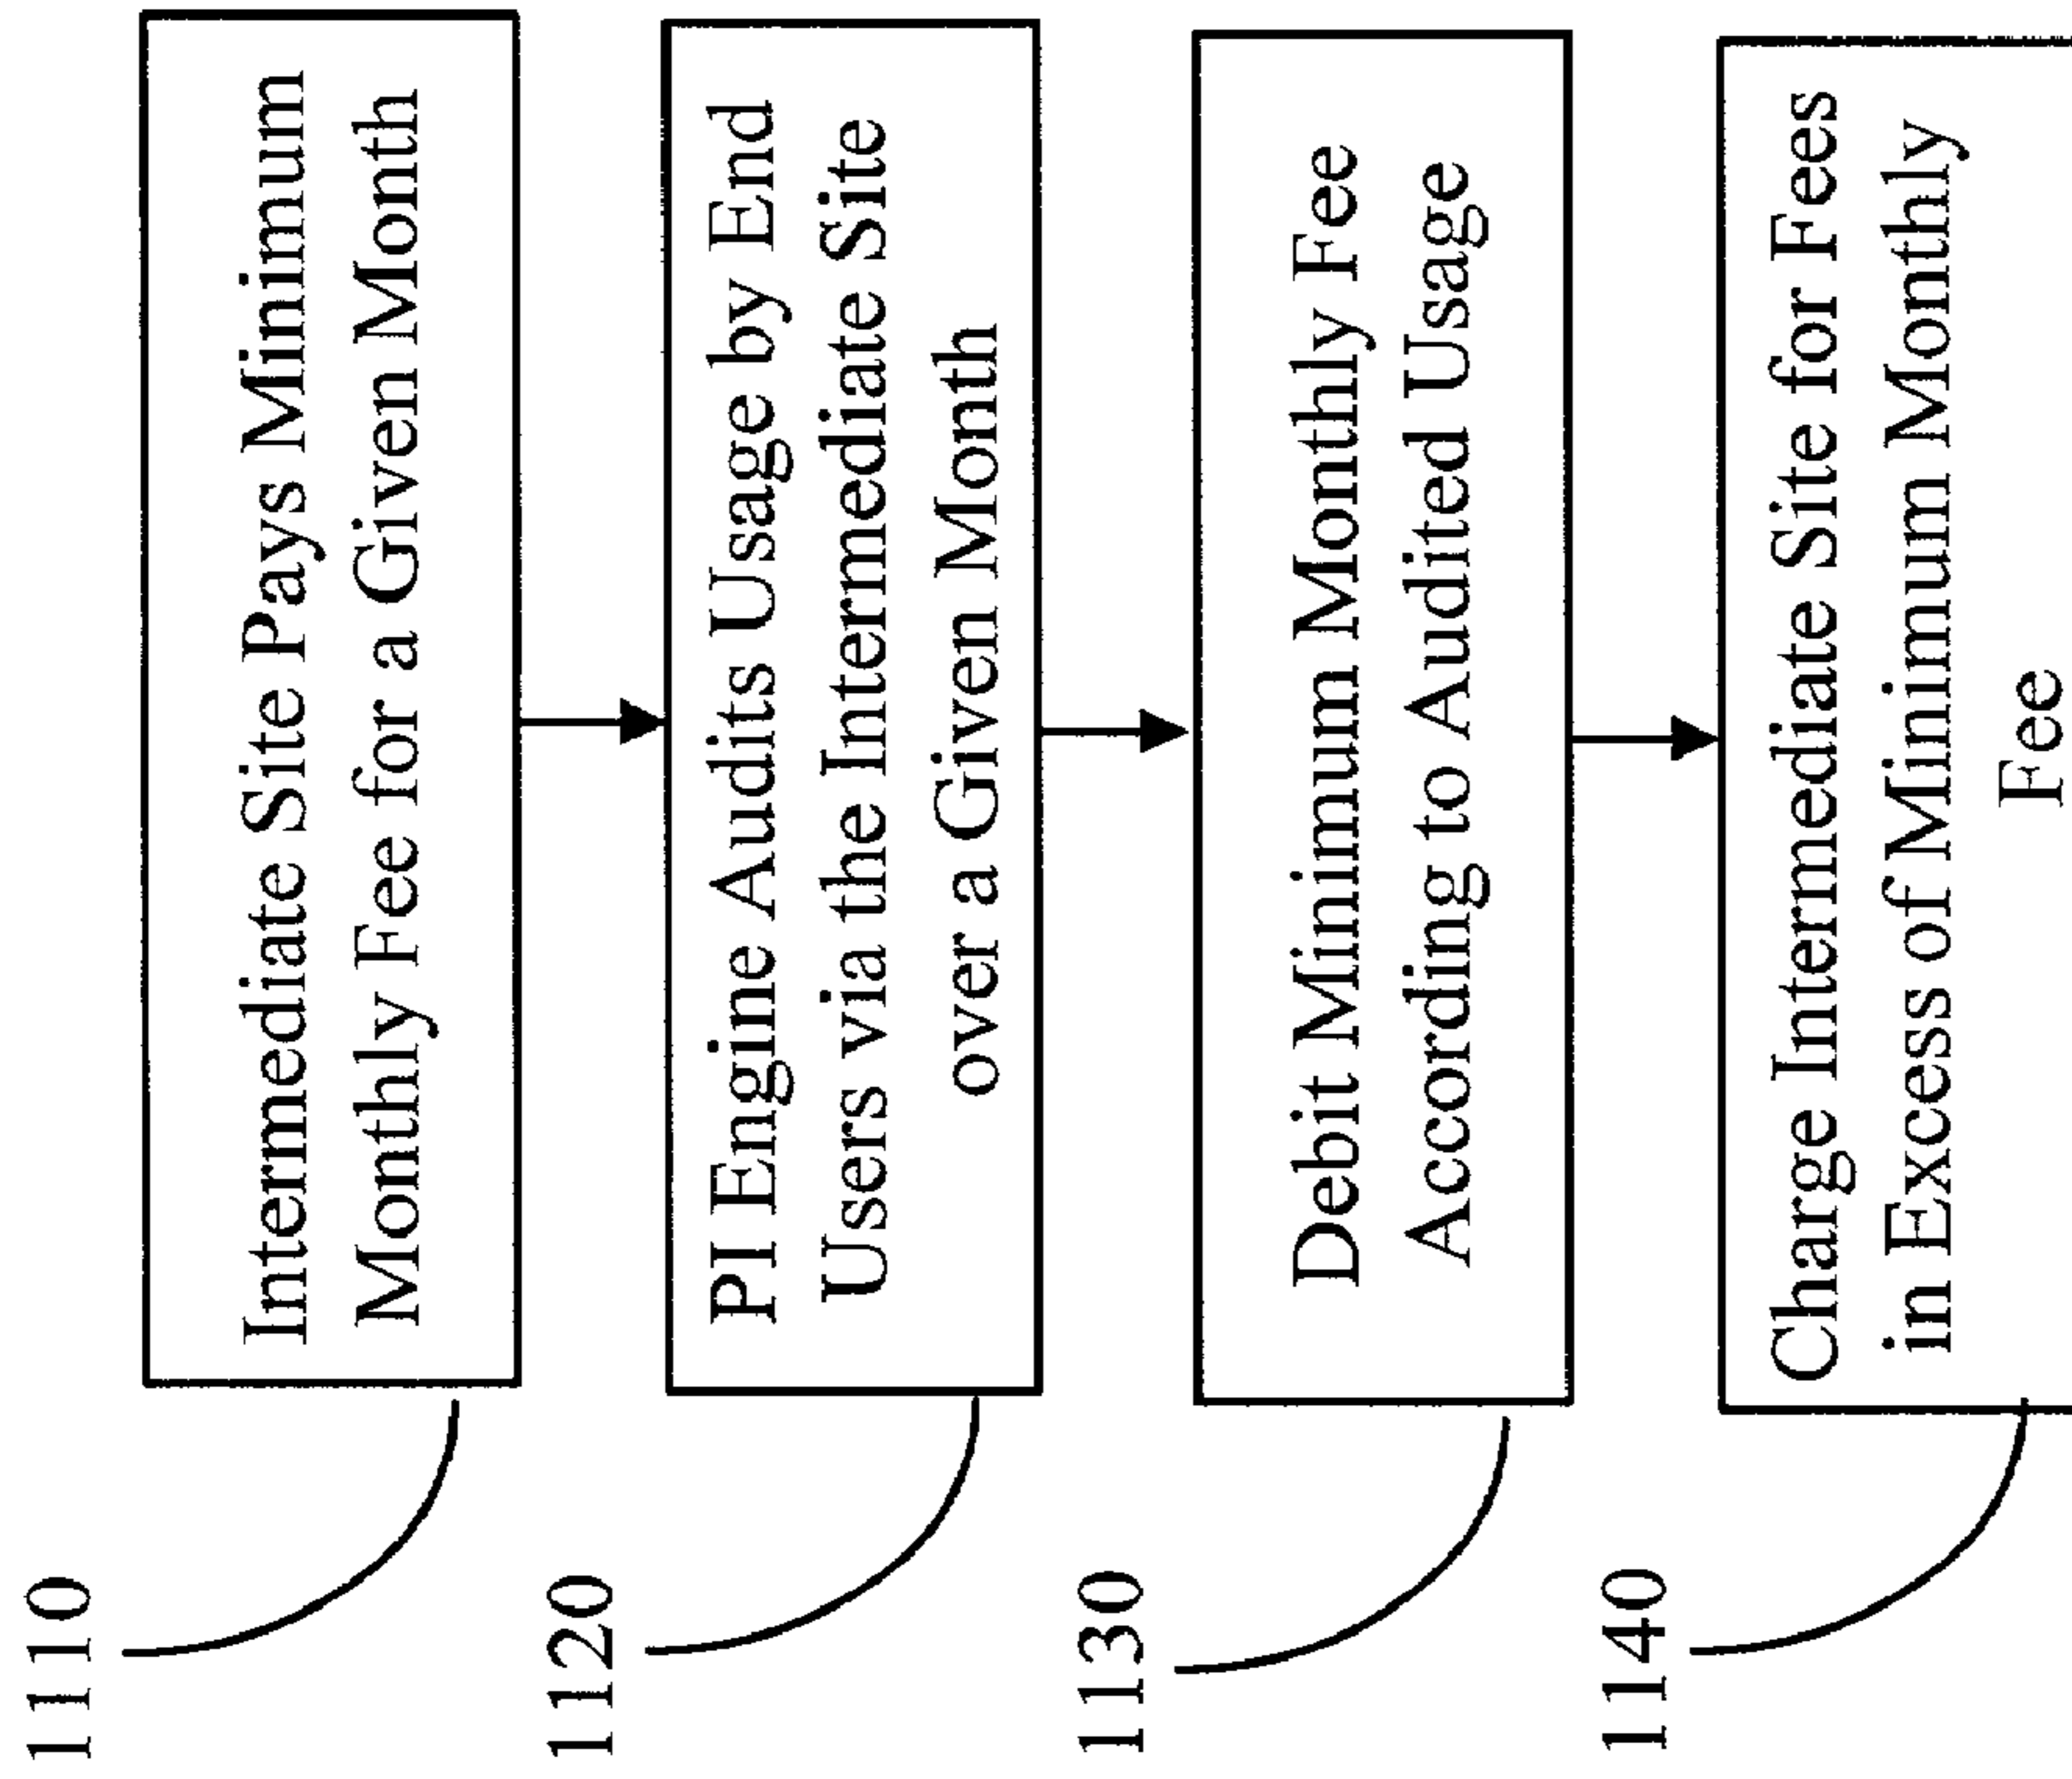 1110
Intermediate Site Pays Minimum
Monthly Fee for a Given Month
1120
PI Engine Audits Usage by End
Users via the Intermediate Site
over a Given Month
1130
Debit Minimum Monthly Fee
According to Audited Usage
1140
Charge Intermediate Site for Fees
in Excess of Minimum Monthly
Fee